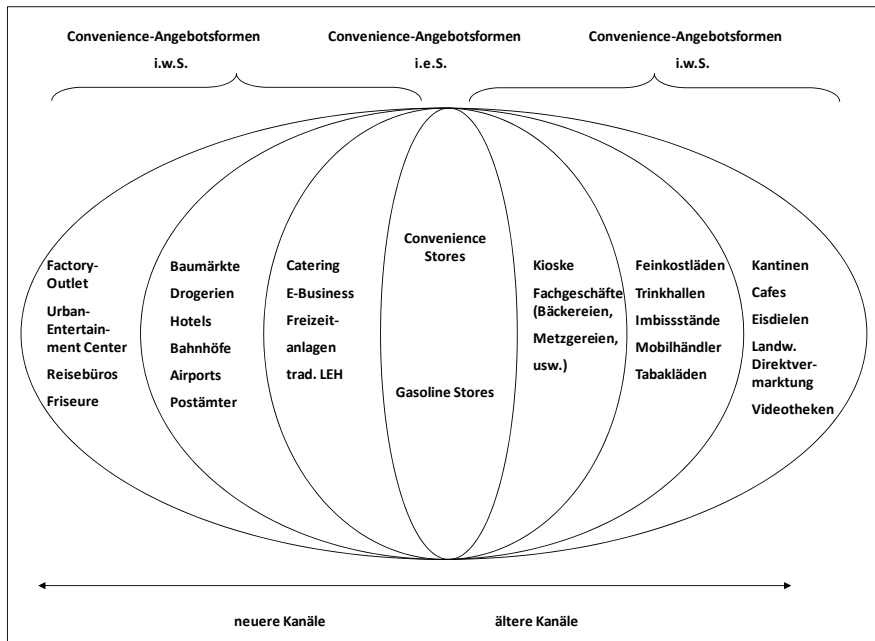 Convenience-Angebotsformen
i.w.S.
Convenience-Angebotsformen
i.e.S.
Convenience-Angebotsformen
i.w.S.
Factory-
Outlet
Urban-
Entertain-
ment Center
Reisebüros
Friseure
Baumärkte
Drogerien
Hotels
Bahnhöfe
Airports
Postämter
Catering
E-Business
Freizeit-
anlagen
trad. LEH
Convenience
Stores
Gasoline Stores
Kioske
Fachgeschäfte
(Bäckereien,
Metzgereien,
usw.)
Feinkostläden
Trinkhallen
Imbissstände
Mobilhändler
Tabakläden
Kantinen
Cafes
Eisdielen
Landw.
Direktver-
marktung
Videotheken
neuere Kanäle
ältere Kanäle